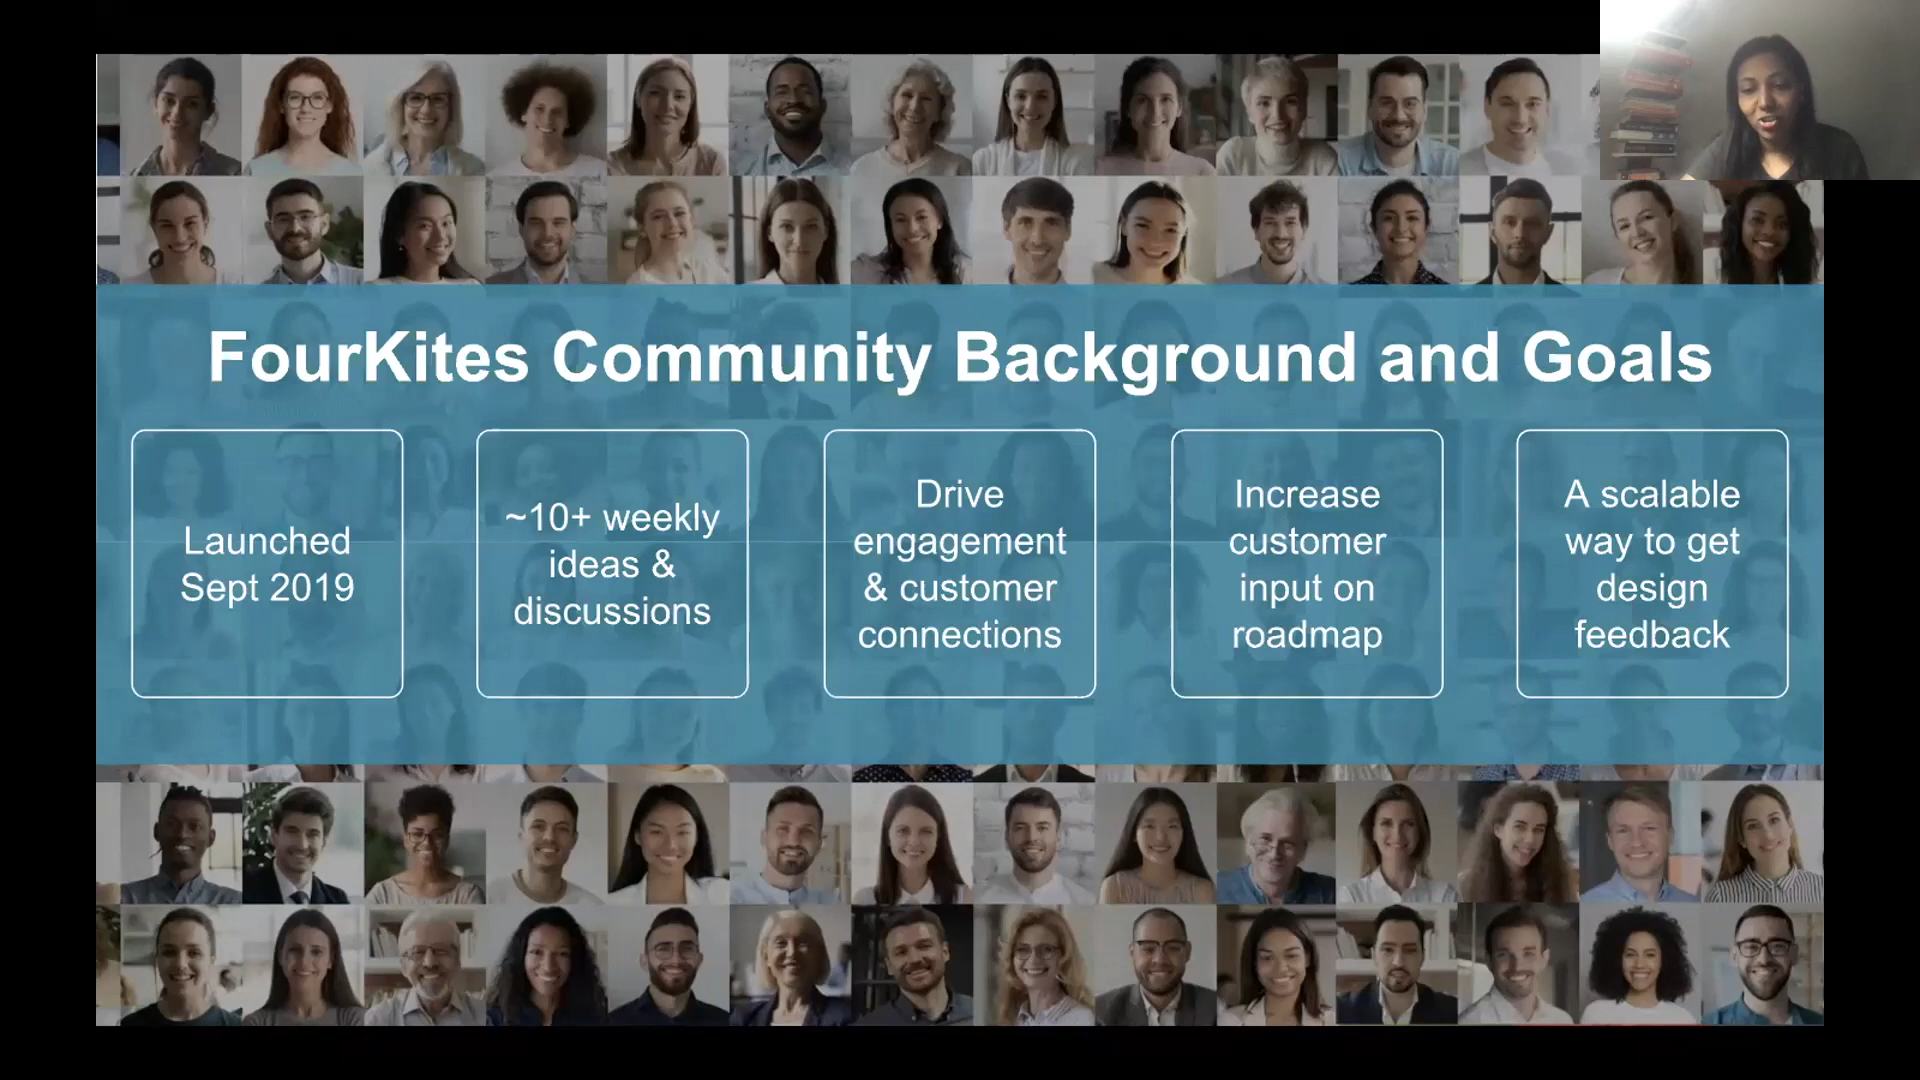 FourKites Community Background and Goals
Launched
Sept 2019
~10+ weekly
ideas &
discussions
Drive
engagement
& customer
connections
Increase
customer
input on
roadmap
A scalable
way to get
design
feedback